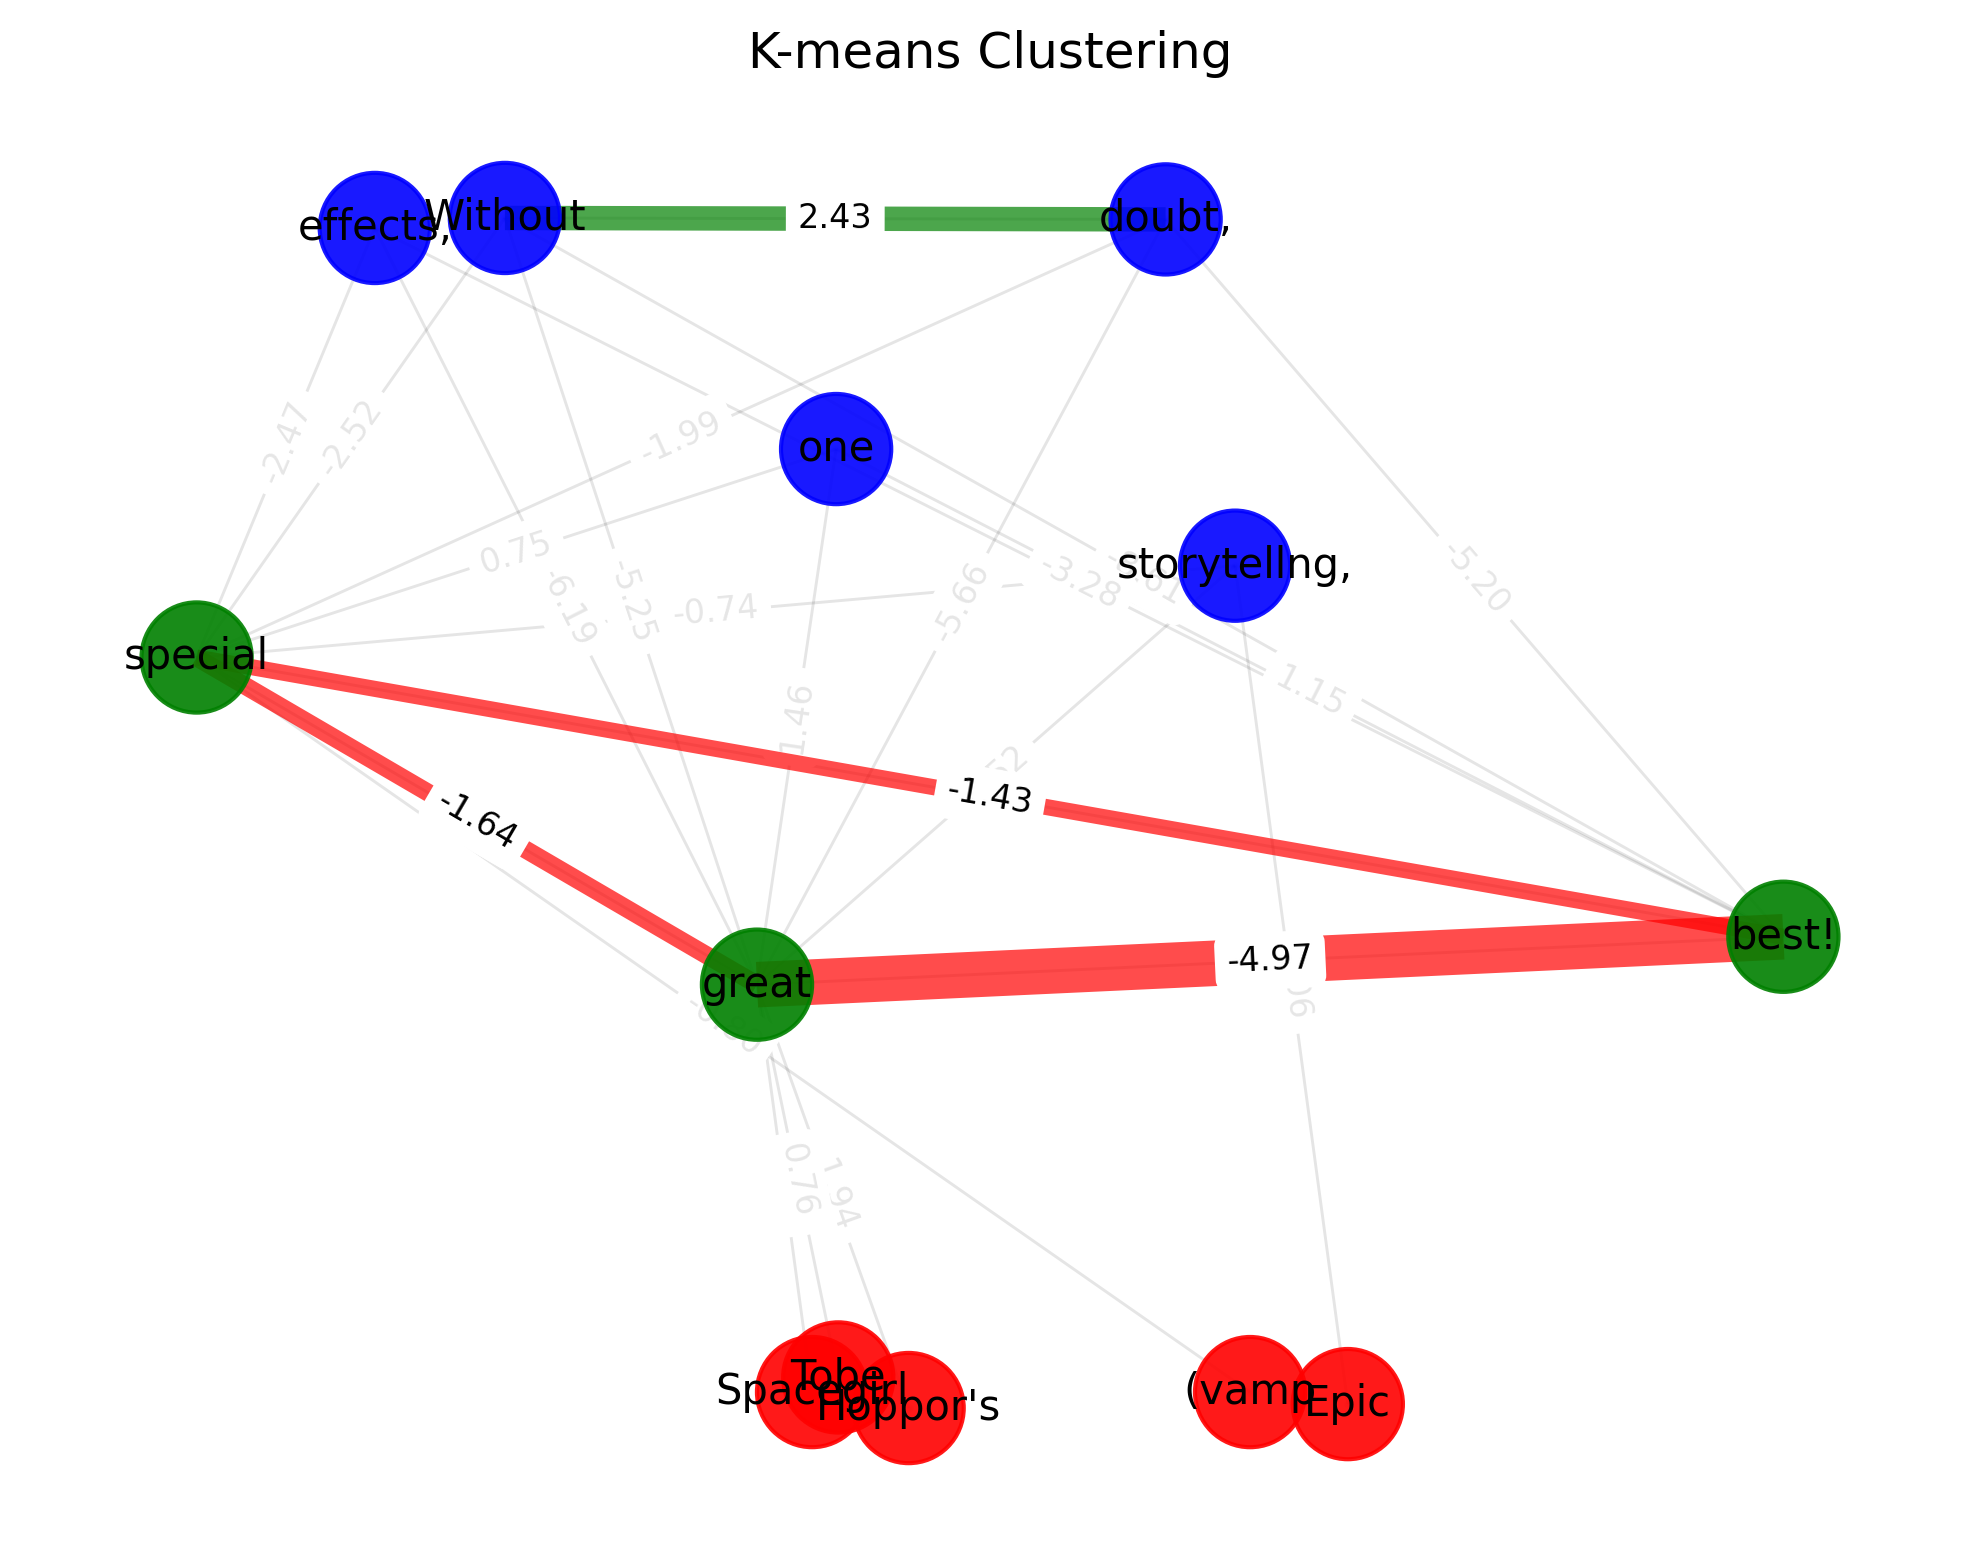 K-means Clustering
effects,
Without
2.43
doubt,
-2.47
-2.52
-1.99
one
0.75
-6.19
-5.25
-5.66
-3.28
-5.20
storytellng,
-0.74
special
1.15
1.46
-1.43
-1.64
great
-4.97
best!
0.76
1.94
Tobe
Spacegirl
Hoppor's
(vamp
Epic